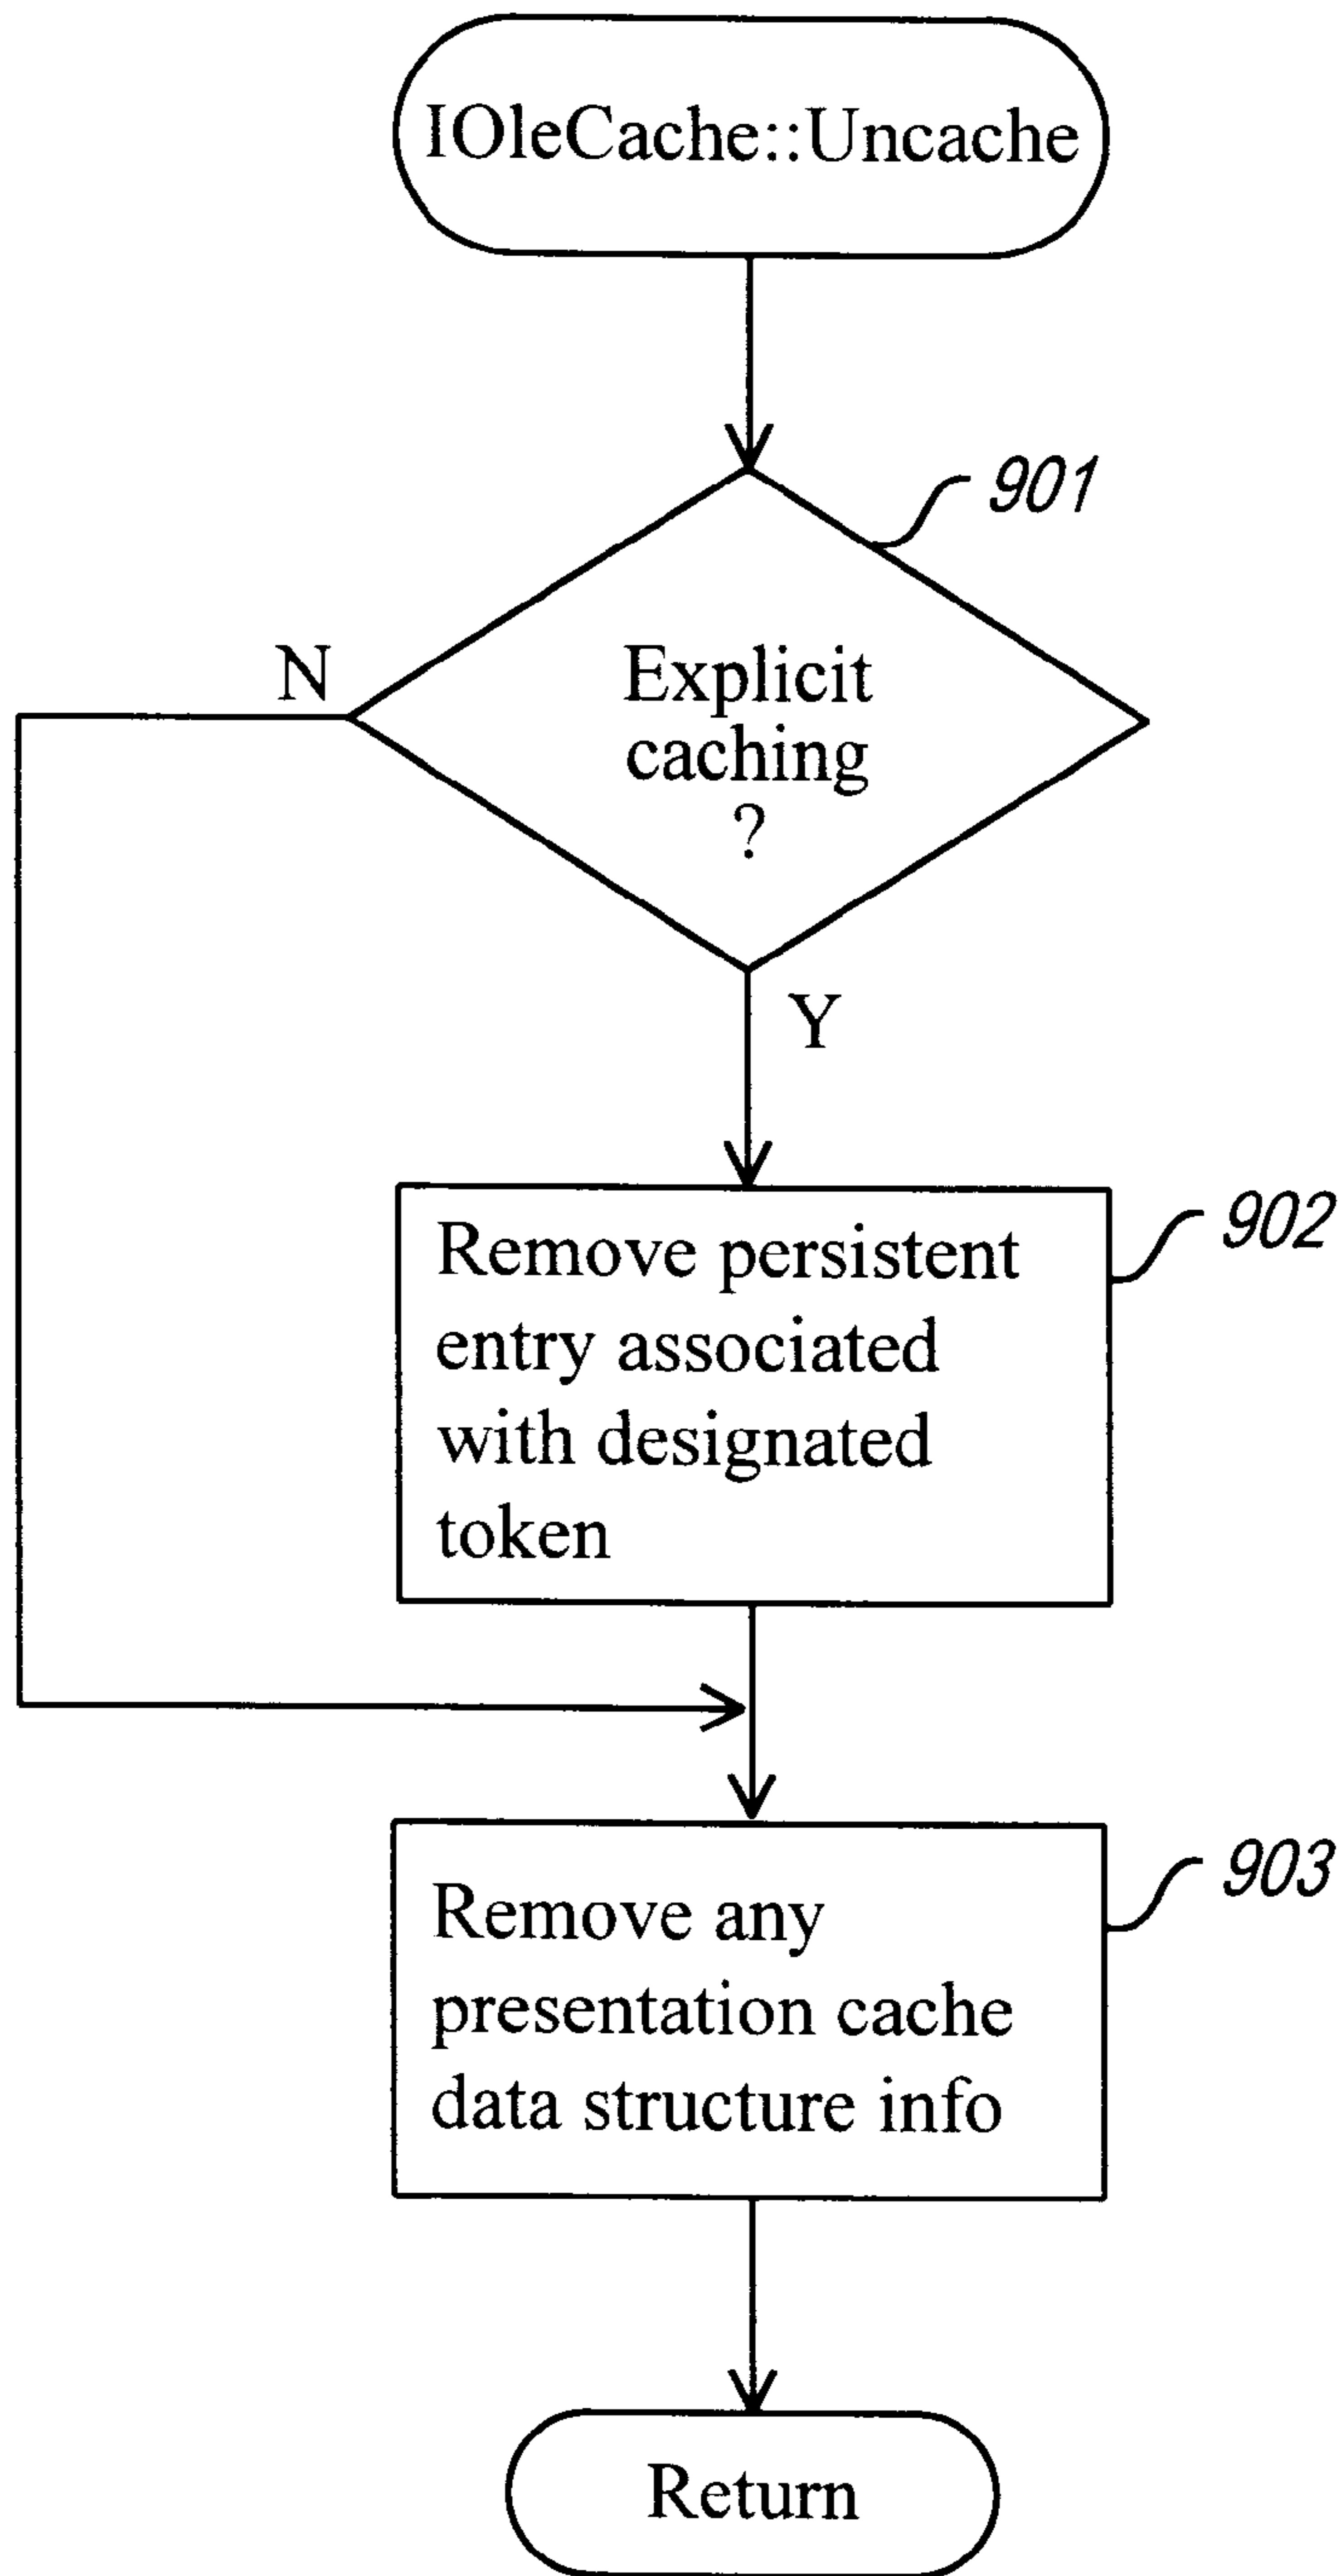 IOleCache::Uncache
901
N
Explicit
caching
?
Y
902
Remove persistent
entry associated
with designated
token
903
Remove any
presentation cache
data structure info
Return